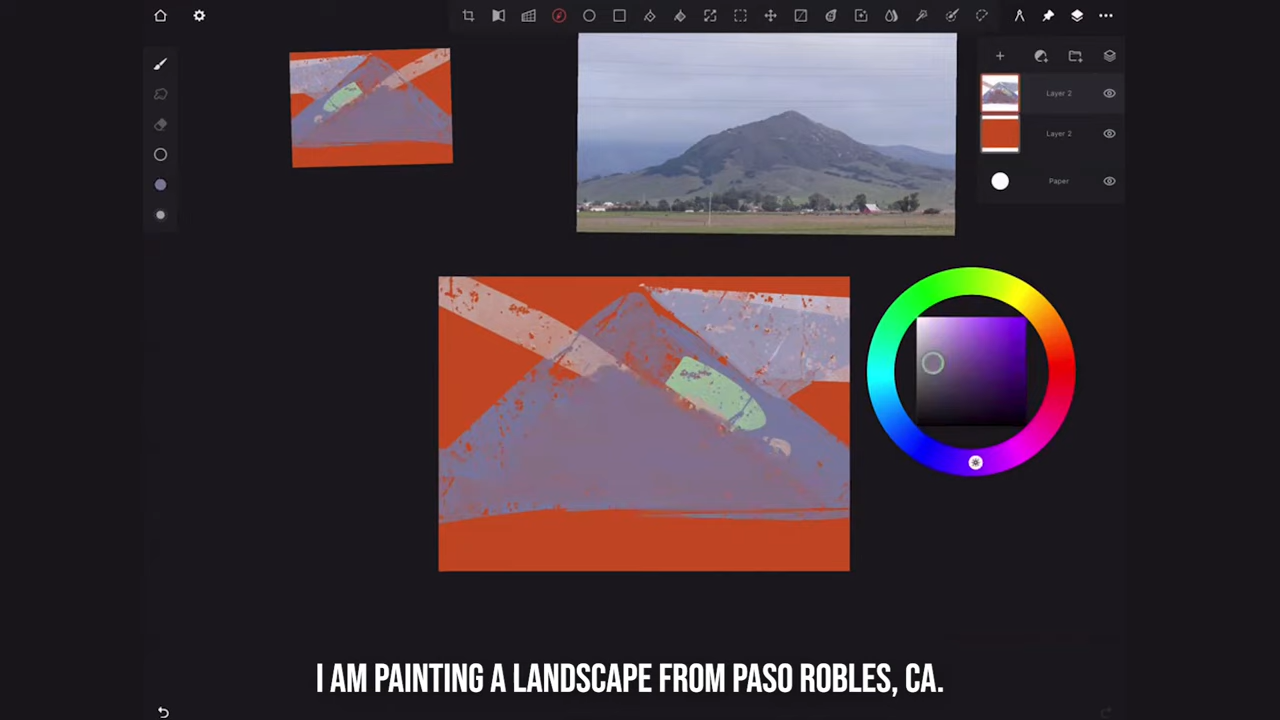 Layer 2
Layer 2
Paper
I AM PAINTING A LANDSCAPE FROM PASO ROBLES, CA.